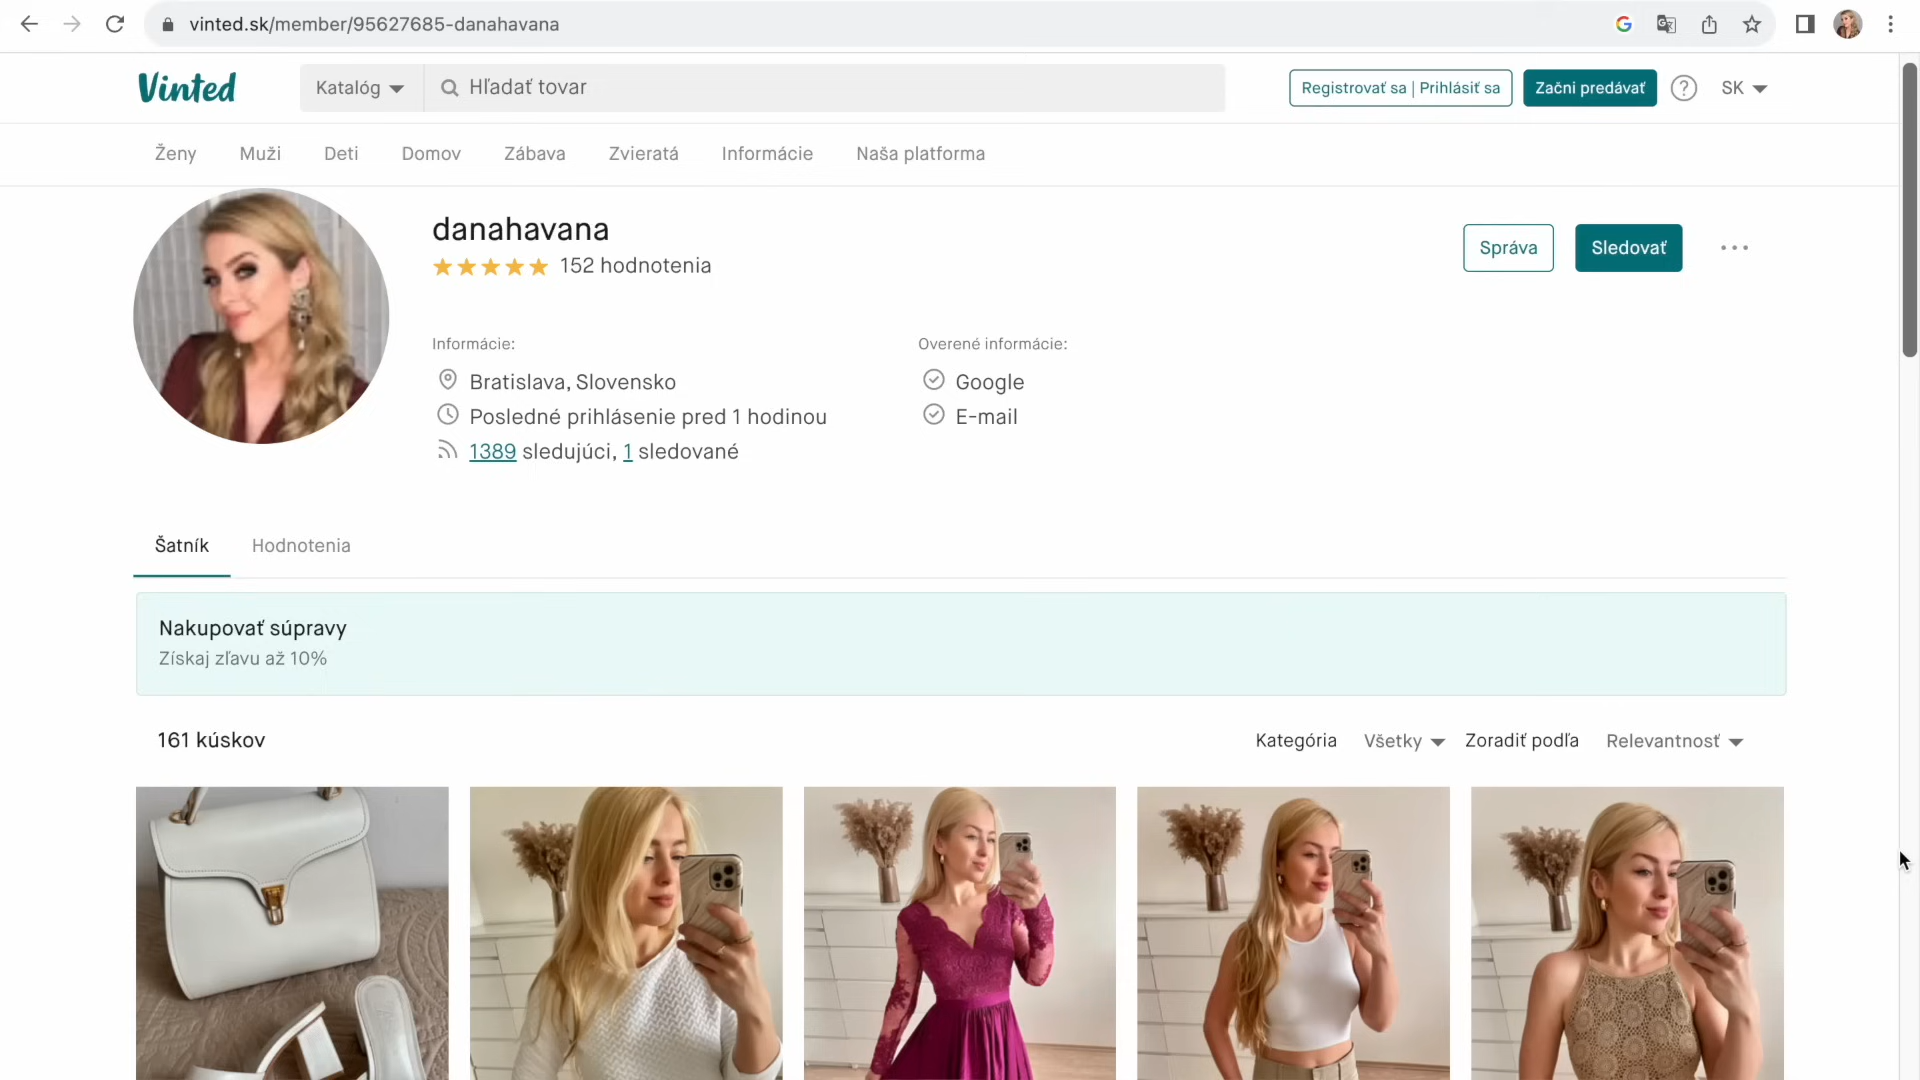 vinted.sk/member/95627685-danahavana
Vinted
Katalóg
Hľadať tovar
Registrovať sa | Prihlásiť sa
Začni predávať
?
SK
Ženy
Muži
Deti
Domov
Zábava
Zvieratá
Informácie
Naša platforma
danahavana
152 hodnotenia
Správa
Sledovať
Informácie:
Bratislava, Slovensko
Posledné prihlásenie pred 1 hodinou
1389 sledujúci, 1 sledované
Overené informácie:
Google
E-mail
Šatník
Hodnotenia
Nakupovať súpravy
Získaj zľavu až 10%
161 kúskov
Kategória
Všetky
Zoradiť podľa
Relevantnosť